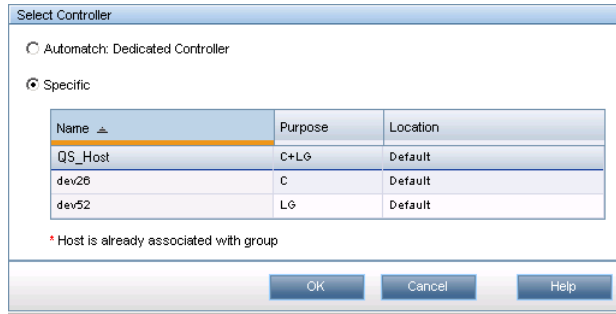 Select Controller
Automatch: Dedicated Controller
Specific
Name Purpose Location
QS_Host C+LG Default
dev26 C Default
dev52 LG Default
* Host is already associated with group
OK Cancel Help